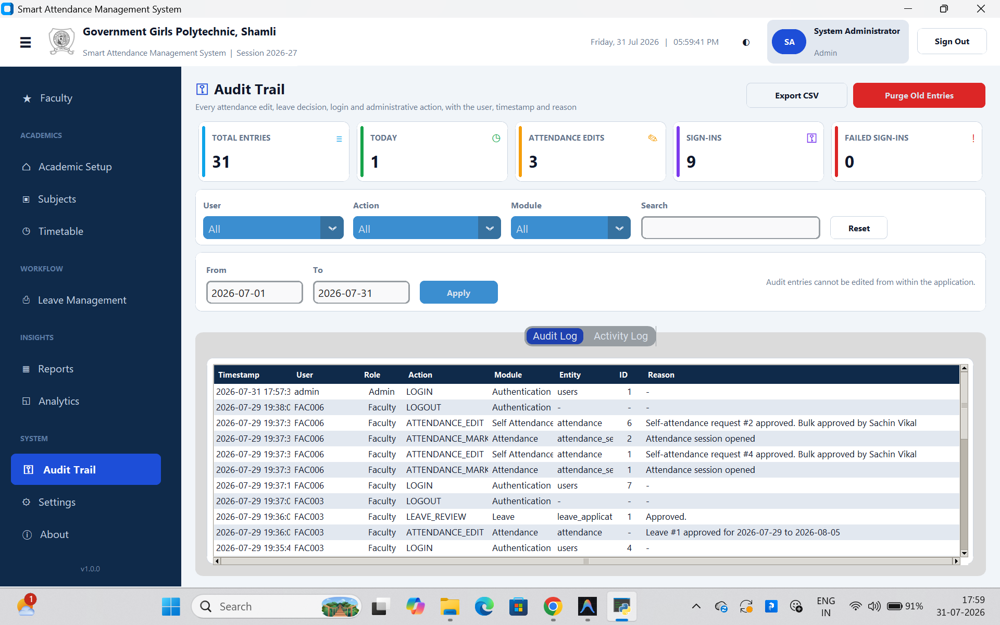 Smart Attendance Management System
Government Girls Polytechnic, Shamli
Smart Attendance Management System | Session 2026-27
Friday, 31 Jul 2026 | 05:59:41 PM
SA
System Administrator
Admin
Sign Out
Faculty
ACADEMICS
Academic Setup
Subjects
Timetable
WORKFLOW
Leave Management
INSIGHTS
Reports
Analytics
SYSTEM
Audit Trail
Settings
About
v1.0.0
Audit Trail
Every attendance edit, leave decision, login and administrative action, with the user, timestamp and reason
Export CSV
Purge Old Entries
TOTAL ENTRIES
31
TODAY
1
ATTENDANCE EDITS
3
SIGN-INS
9
FAILED SIGN-INS
!
0
User
Action
Module
Search
All
All
All
Reset
From
To
2026-07-01
2026-07-31
Apply
Audit entries cannot be edited from within the application.
Audit Log
Activity Log
Timestamp User Role Action Module Entity ID Reason
2026-07-31 17:57:3 admin Admin LOGIN Authentication users 1 -
2026-07-29 19:38:0 FAC006 Faculty LOGOUT Authentication - - -
2026-07-29 19:37:3 FAC006 Faculty ATTENDANCE_EDIT Self Attendance attendance 6 Self-attendance request #2 approved. Bulk approved by Sachin Vikal
2026-07-29 19:37:3 FAC006 Faculty ATTENDANCE_MARK Attendance attendance_se 2 Attendance session opened
2026-07-29 19:37:3 FAC006 Faculty ATTENDANCE_EDIT Self Attendance attendance 1 Self-attendance request #4 approved. Bulk approved by Sachin Vikal
2026-07-29 19:37:3 FAC006 Faculty ATTENDANCE_MARK Attendance attendance_se 1 Attendance session opened
2026-07-29 19:37:1 FAC006 Faculty LOGIN Authentication users 7 -
2026-07-29 19:37:0 FAC003 Faculty LOGOUT Authentication - - -
2026-07-29 19:36:0 FAC003 Faculty LEAVE_REVIEW Leave leave_applicat 1 Approved.
2026-07-29 19:36:0 FAC003 Faculty ATTENDANCE_EDIT Attendance attendance - Leave #1 approved for 2026-07-29 to 2026-08-05
2026-07-29 19:35:4 FAC003 Faculty LOGIN Authentication users 4 -
1
Search
ENG
IN
91%
17:59
31-07-2026